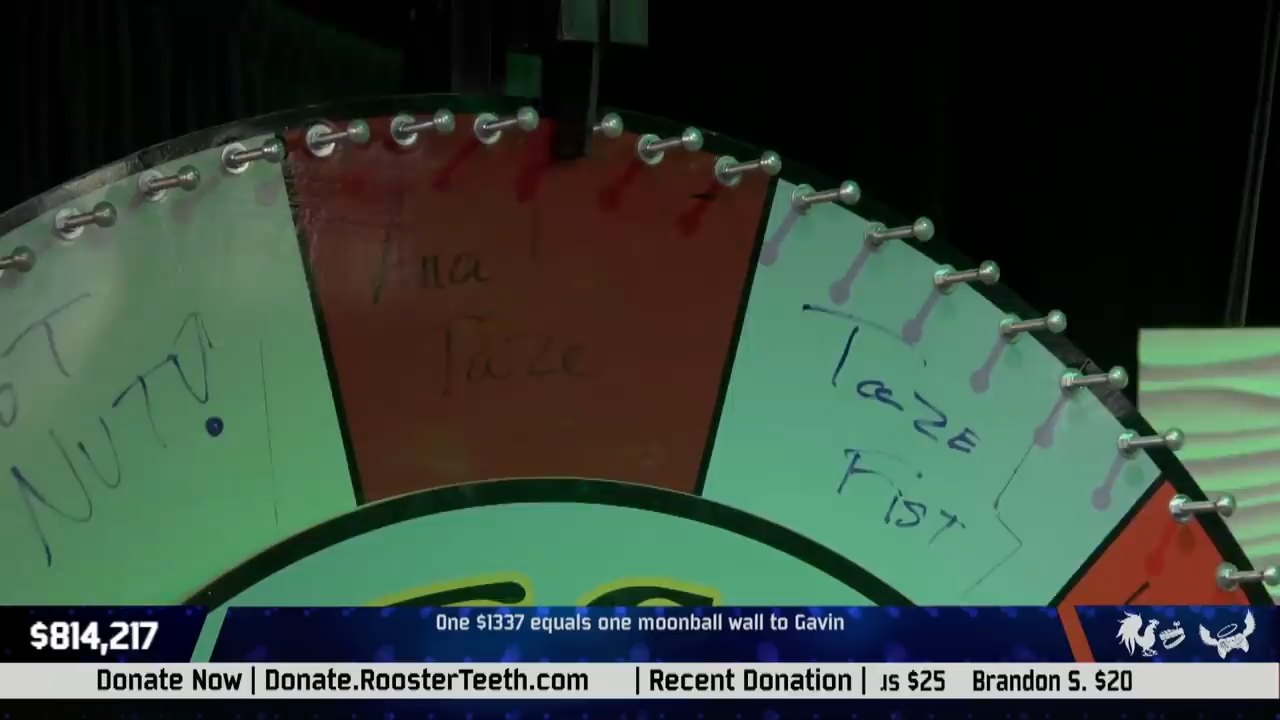 NUT!
Ana
Taze
Taze
Fist
One $1337 equals one moonball wall to Gavin
$814,217
Donate Now | Donate.RoosterTeeth.com | Recent Donation | us $25 Brandon S. $20